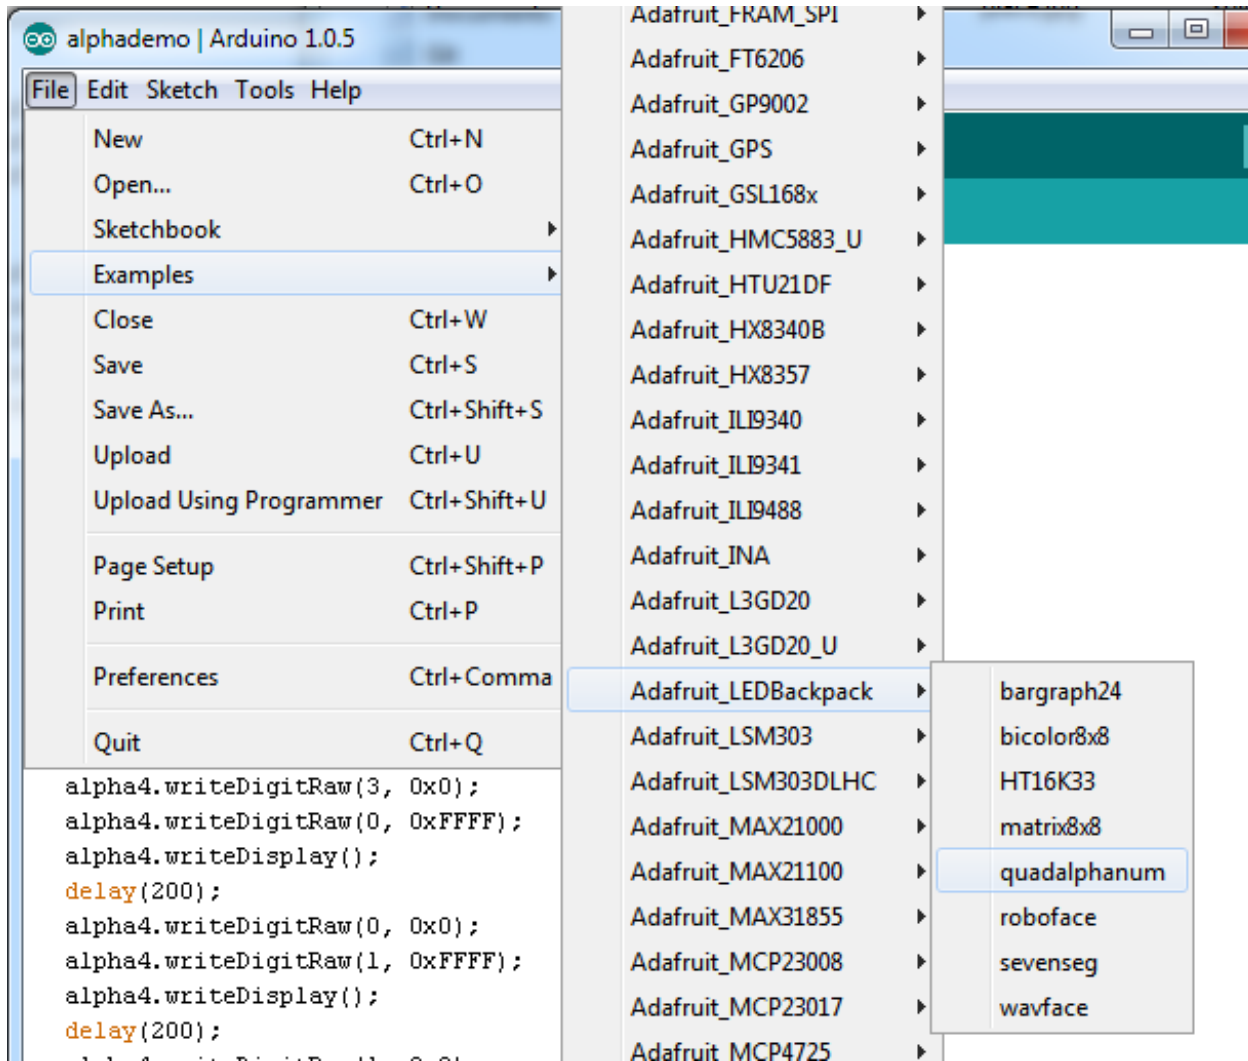 alphademo | Arduino 1.0.5
File Edit Sketch Tools Help
New Ctrl+N
Open... Ctrl+O
Sketchbook
Examples
Close Ctrl+W
Save Ctrl+S
Save As... Ctrl+Shift+S
Upload Ctrl+U
Upload Using Programmer Ctrl+Shift+U
Page Setup Ctrl+Shift+P
Print Ctrl+P
Preferences Ctrl+Comma
Quit Ctrl+Q
alpha4.writeDigitRaw(3, 0x0);
alpha4.writeDigitRaw(0, 0xFFFF);
alpha4.writeDisplay();
delay(200);
alpha4.writeDigitRaw(0, 0x0);
alpha4.writeDigitRaw(1, 0xFFFF);
alpha4.writeDisplay();
delay(200);
Adafruit_FRAM_SPI
Adafruit_FT6206
Adafruit_GP9002
Adafruit_GPS
Adafruit_GSL168x
Adafruit_HMC5883_U
Adafruit_HTU21DF
Adafruit_HX8340B
Adafruit_HX8357
Adafruit_ILI9340
Adafruit_ILI9341
Adafruit_ILI9488
Adafruit_INA
Adafruit_L3GD20
Adafruit_L3GD20_U
Adafruit_LEDBackpack
Adafruit_LSM303
Adafruit_LSM303DLHC
Adafruit_MAX21000
Adafruit_MAX21100
Adafruit_MAX31855
Adafruit_MCP23008
Adafruit_MCP23017
Adafruit_MCP4725
bargraph24
bicolor8x8
HT16K33
matrix8x8
quadalphanum
roboface
sevenseg
wavface